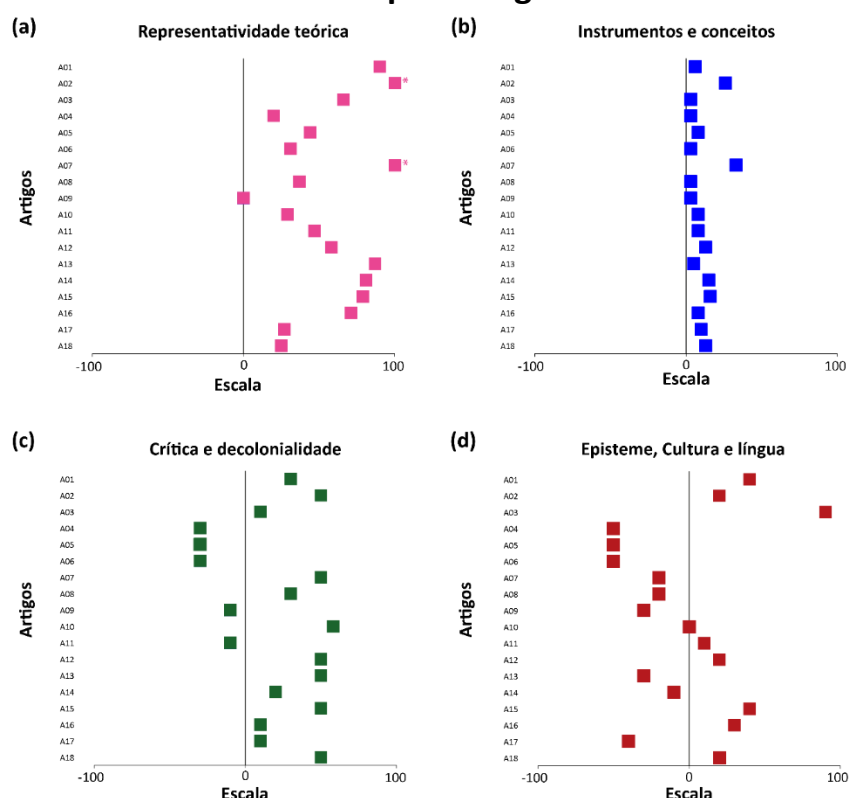 (a)
Representatividade teórica
A01
A02
*
A03
A04
A05
A06
A07
*
A08
A09
A10
A11
A12
A13
A14
A15
A16
A17
A18
Artigos
-100 0 100
Escala
(b)
Instrumentos e conceitos
A01
A02
A03
A04
A05
A06
A07
A08
A09
A10
A11
A12
A13
A14
A15
A16
A17
A18
Artigos
-100 0 100
Escala
(c)
Crítica e decolonialidade
A01
A02
A03
A04
A05
A06
A07
A08
A09
A10
A11
A12
A13
A14
A15
A16
A17
A18
Artigos
-100 0 100
Escala
(d)
Episteme, Cultura e língua
A01
A02
A03
A04
A05
A06
A07
A08
A09
A10
A11
A12
A13
A14
A15
A16
A17
A18
Artigos
-100 0 100
Escala